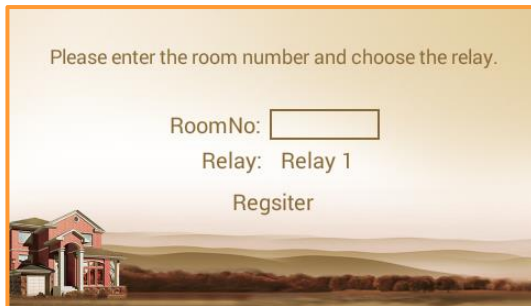 Please enter the room number and choose the relay.
RoomNo:
Relay: Relay 1
Regsiter